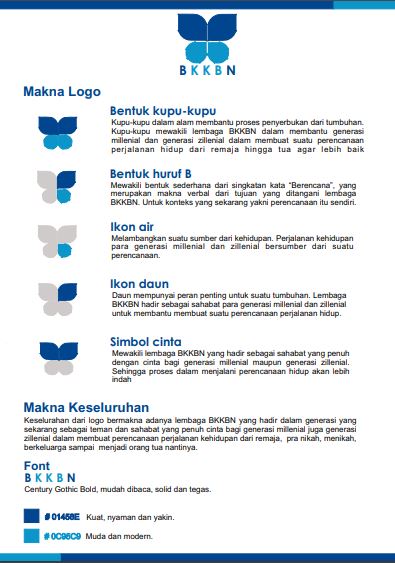 BKKBN
Makna Logo
Bentuk kupu-kupu
Kupu-kupu dalam alam membantu proses penyerbukan dari tumbuhan.
Kupu-kupu mewakili lembaga BKKBN dalam membantu generasi
millenial dan generasi zillenial dalam membuat suatu perencanaan
perjalanan hidup dari remaja hingga tua agar lebih baik
Bentuk huruf B
Mewakili bentuk sederhana dari singkatan kata “Berencana”, yang
merupakan makna verbal dari tujuan yang ditangani lembaga
BKKBN. Untuk konteks yang sekarang yakni perencanaan itu sendiri.
Ikon air
Melambangkan suatu sumber dari kehidupan. Perjalanan kehidupan
para generasi millenial dan zillenial bersumber dari suatu
perencanaan.
Ikon daun
Daun mempunyai peran penting untuk suatu tumbuhan. Lembaga
BKKBN hadir sebagai sahabat para generasi millenial dan zillenial
untuk membantu membuat suatu perencanaan perjalanan hidup.
Simbol cinta
Mewakili lembaga BKKBN yang hadir sebagai sahabat yang penuh
dengan cinta bagi generasi millenial maupun generasi zillenial.
Sehingga proses dalam menjalani perencanaan hidup akan lebih
indah
Makna Keseluruhan
Keseluruhan dari logo bermakna adanya lembaga BKKBN yang hadir dalam generasi yang
sekarang sebagai teman dan sahabat yang penuh cinta bagi generasi millenial juga generasi
zillenial dalam membuat perencanaan perjalanan kehidupan dari remaja, pra nikah, menikah,
berkeluarga sampai menjadi orang tua nantinya.
Font
BKKBN
Century Gothic Bold, mudah dibaca, solid dan tegas.
Kuat, nyaman dan yakin.
Muda dan modern.